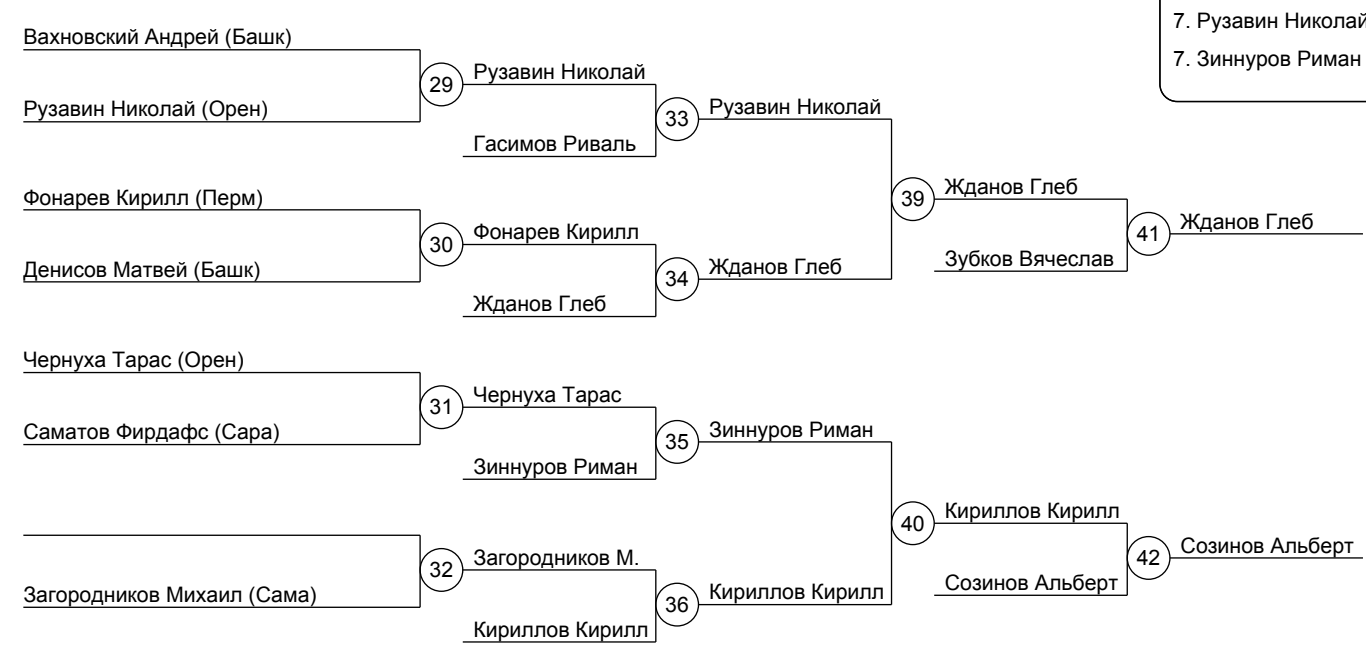 7. Рузавин Николай
7. Зиннуров Риман
Вахновский Андрей (Башк)
29
Рузавин Николай
Рузавин Николай (Орен)
33
Рузавин Николай
Гасимов Риваль
Фонарев Кирилл (Перм)
39
Жданов Глеб
30
Фонарев Кирилл
41
Жданов Глеб
Денисов Матвей (Башк)
34
Жданов Глеб
Зубков Вячеслав
Жданов Глеб
Чернуха Тарас (Орен)
31
Чернуха Тарас
Саматов Фирдафс (Сара)
35
Зиннуров Риман
Зиннуров Риман
40
Кириллов Кирилл
32
Загородников М.
42
Созинов Альберт
Загородников Михаил (Сама)
36
Кириллов Кирилл
Созинов Альберт
Кириллов Кирилл